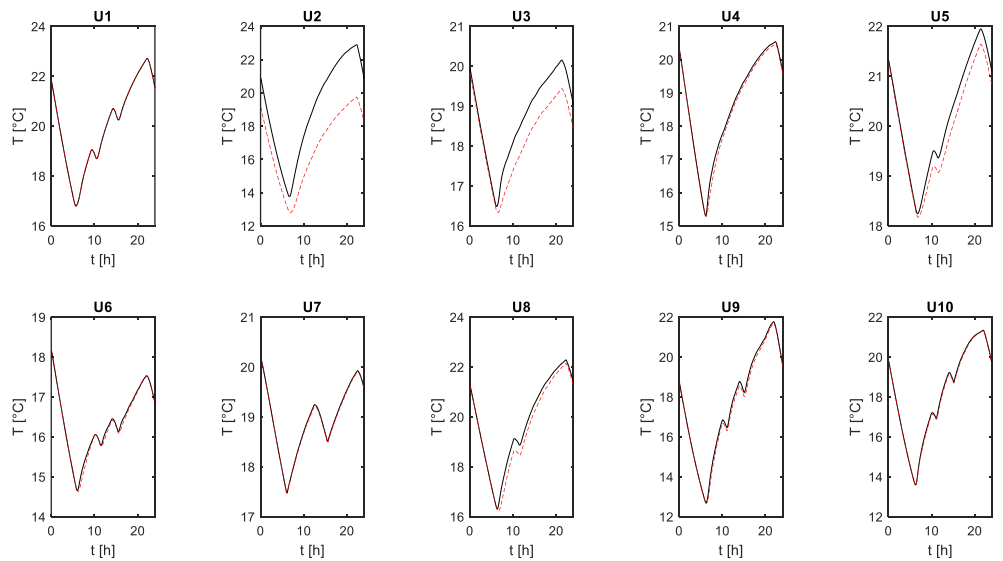 U1 U2 U3 U4 U5
24 24 21 21 22
22 22 20 20 21
20 20 19 19 20
18 18 18 18 19
16 16 17 17 18
14 16 16
12 15
T [°C] T [°C] T [°C] T [°C] T [°C]
0 10 20 0 10 20 0 10 20 0 10 20 0 10 20
t [h] t [h] t [h] t [h] t [h]
U6 U7 U8 U9 U10
19 21 24 22 22
18 20 22 20 20
17 19 20 18 18
16 18 18 16 16
15 17 16 14 14
14 12 12
T [°C] T [°C] T [°C] T [°C] T [°C]
0 10 20 0 10 20 0 10 20 0 10 20 0 10 20
t [h] t [h] t [h] t [h] t [h]